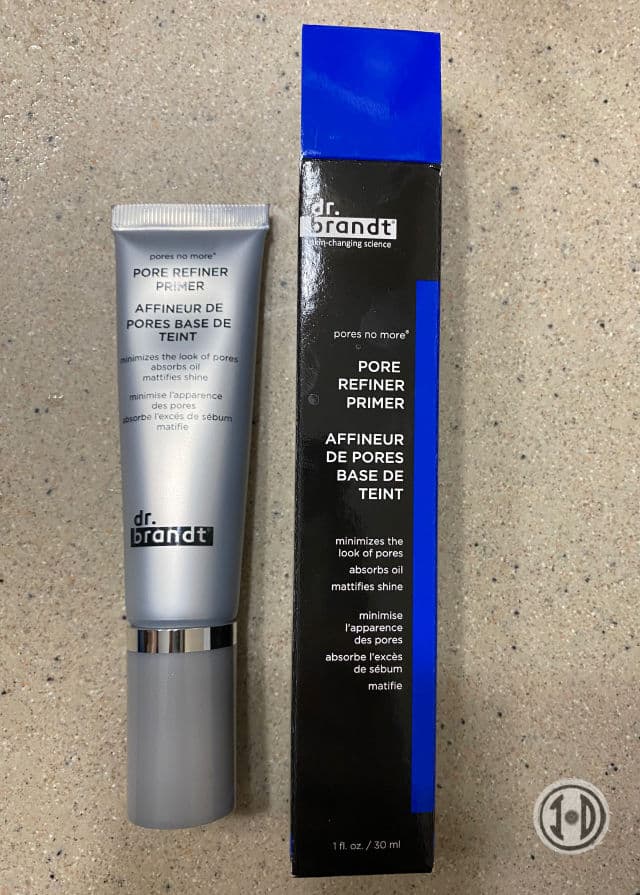 pores no more®
PORE REFINER
PRIMER
AFFINEUR DE
PORES BASE DE
TEINT
minimizes the look of pores
absorbs oil
mattifies shine
minimise l'apparence
des pores
absorbe l'excès de sébum
matifie
dr.
brandt
dr.
brandt
skin-changing science
pores no more®
PORE
REFINER
PRIMER
AFFINEUR
DE PORES
BASE DE
TEINT
minimizes the
look of pores
absorbs oil
mattifies shine
minimise
l'apparence
des pores
absorbe l'excès
de sébum
matifie
1 fl. oz. / 30 ml
1•D